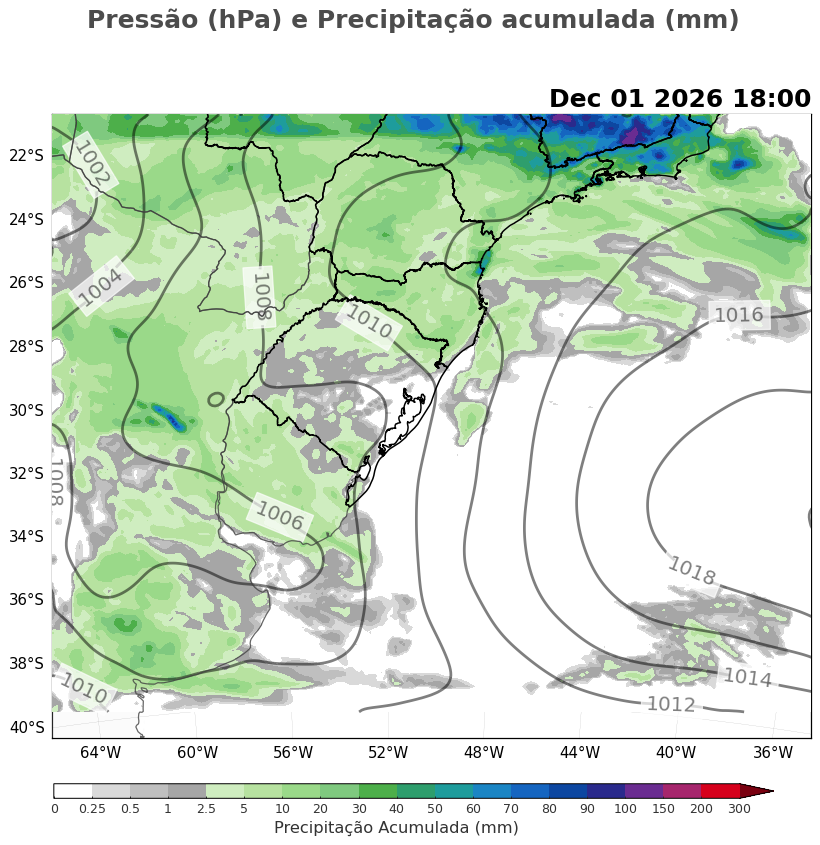 Pressão (hPa) e Precipitação acumulada (mm)
Dec 01 2026 18:00
22°S
24°S
26°S
28°S
30°S
32°S
34°S
36°S
38°S
40°S
1002
1004
1008
1010
1016
1008
1006
1018
1010
1014
1012
64°W 60°W 56°W 52°W 48°W 44°W 40°W 36°W
0 0.25 0.5 1 2.5 5 10 20 30 40 50 60 70 80 90 100 150 200 300
Precipitação Acumulada (mm)